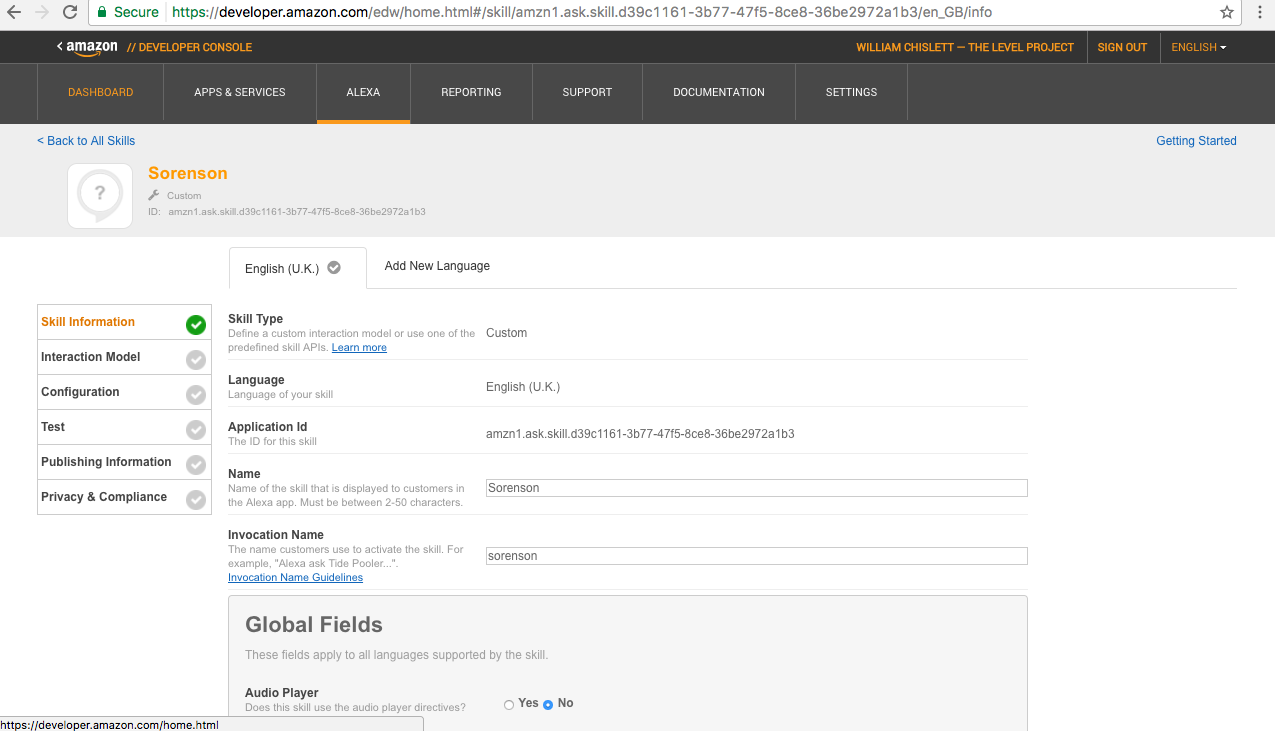 Secure https://developer.amazon.com/edw/home.html#/skill/amzn1.ask.skill.d39c1161-3b77-47f5-8ce8-36be2972a1b3/en_GB/info
< amazon // DEVELOPER CONSOLE WILLIAM CHISLETT — THE LEVEL PROJECT SIGN OUT ENGLISH
DASHBOARD APPS & SERVICES ALEXA REPORTING SUPPORT DOCUMENTATION SETTINGS
< Back to All Skills Getting Started
?
Sorenson
Custom
ID: amzn1.ask.skill.d39c1161-3b77-47f5-8ce8-36be2972a1b3
English (U.K.) Add New Language
Skill Information
Interaction Model
Configuration
Test
Publishing Information
Privacy & Compliance
Skill Type
Define a custom interaction model or use one of the
predefined skill APIs. Learn more
Custom
Language
Language of your skill
English (U.K.)
Application Id
The ID for this skill
amzn1.ask.skill.d39c1161-3b77-47f5-8ce8-36be2972a1b3
Name
Name of the skill that is displayed to customers in
the Alexa app. Must be between 2-50 characters.
Sorenson
Invocation Name
The name customers use to activate the skill. For
example, "Alexa ask Tide Pooler...".
Invocation Name Guidelines
sorenson
Global Fields
These fields apply to all languages supported by the skill.
Audio Player
Does this skill use the audio player directives?
Yes No
https://developer.amazon.com/home.html